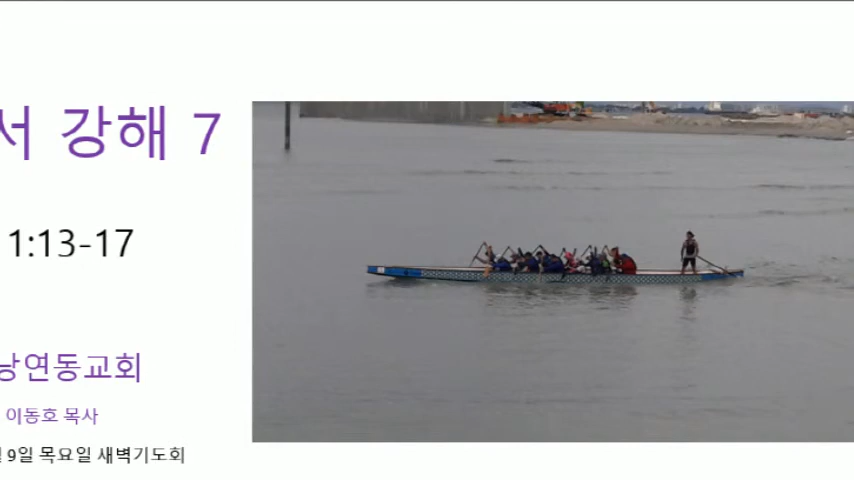 서 강해 7
1:13-17
연동교회
이동호 목사
9일 목요일 새벽기도회